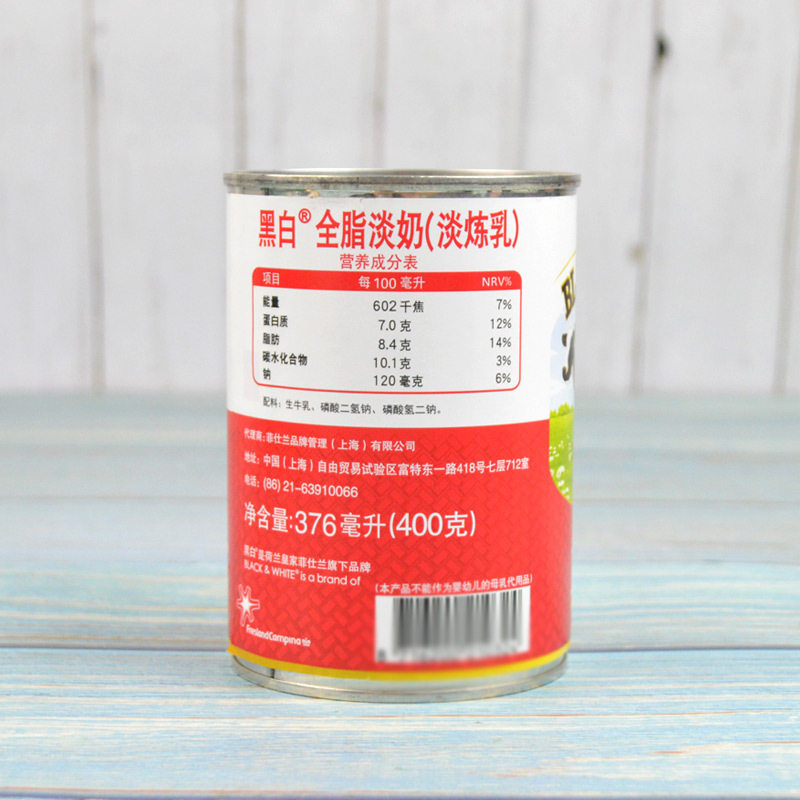 黑白® 全脂淡奶(淡炼乳)
营养成分表
项目 每100毫升 NRV%
能量 602千焦 7%
蛋白质 7.0克 12%
脂肪 8.4克 14%
碳水化合物 10.1克 3%
钠 120毫克 6%
配料：生牛乳、磷酸二氢钠、磷酸氢二钠。
代理商：菲仕兰品牌管理（上海）有限公司
地址：中国（上海）自由贸易试验区富特东一路418号七层712室
电话：(86) 21-63910066
净含量：376毫升(400克)
黑白®是荷兰皇家菲仕兰旗下品牌
BLACK & WHITE® is a brand of
(本产品不能作为婴幼儿的母乳代用品)
FrieslandCampina